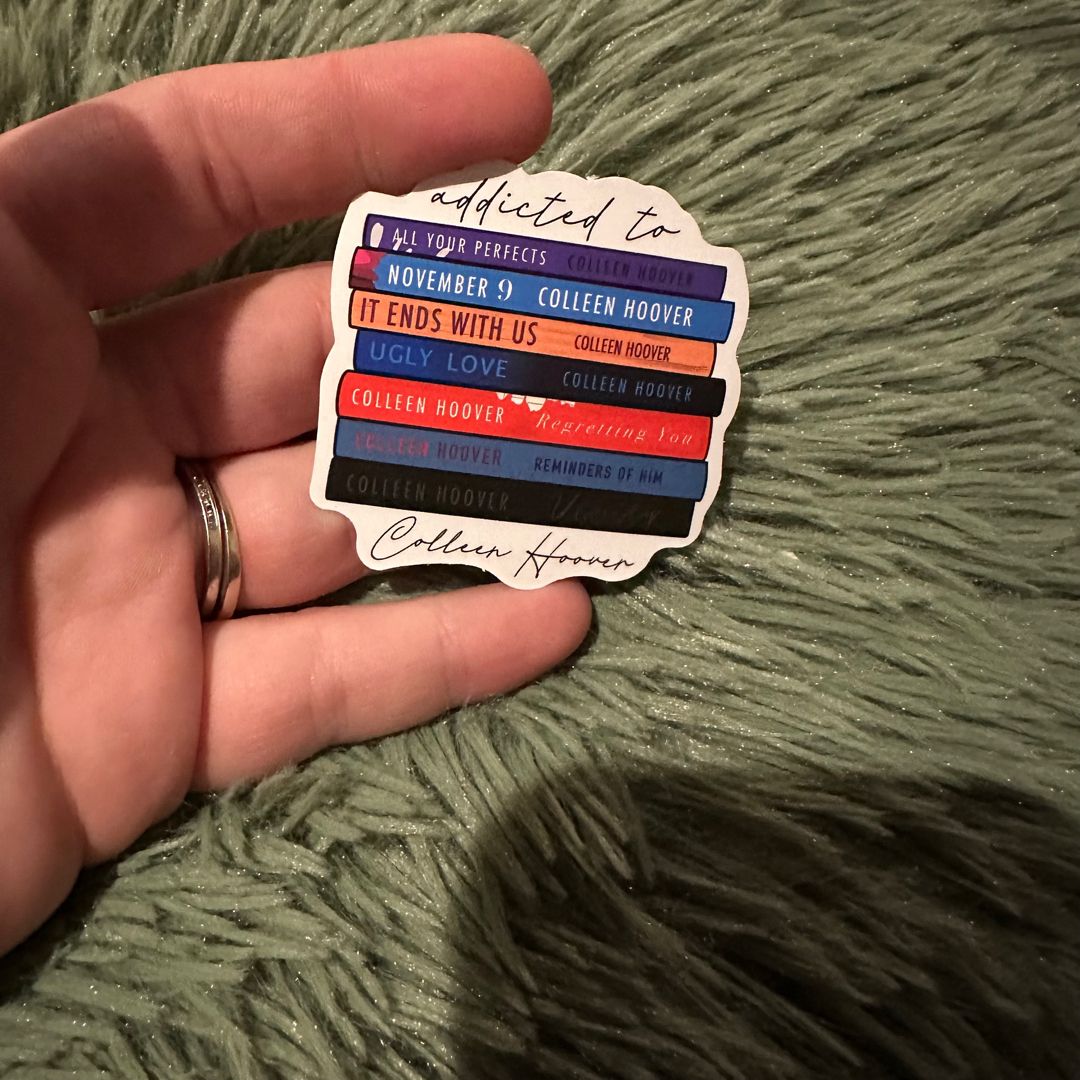 addicted to
ALL YOUR PERFECTS COLLEEN HOOVER
NOVEMBER 9 COLLEEN HOOVER
IT ENDS WITH US COLLEEN HOOVER
UGLY LOVE COLLEEN HOOVER
COLLEEN HOOVER Regretting You
COLLEEN HOOVER REMINDERS OF HIM
COLLEEN HOOVER
Colleen Hoover